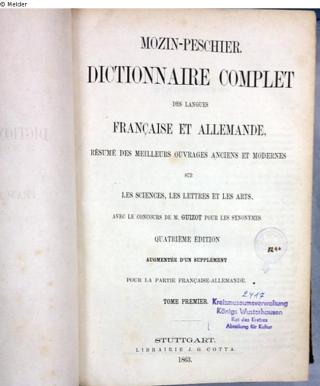 © Melder
MOZIN-PESCHIER.
DICTIONNAIRE COMPLET
DES LANGUES
FRANÇAISE ET ALLEMANDE,
RÉSUMÉ DES MEILLEURS OUVRAGES ANCIENS ET MODERNES
SUR
LES SCIENCES, LES LETTRES ET LES ARTS,
AVEC LE CONCOURS DE M. GUIZOT POUR LES SYNONYMES.
QUATRIÈME ÉDITION
AUGMENTÉE D'UN SUPPLÉMENT
POUR LA PARTIE FRANÇAISE-ALLEMANDE.
TOME PREMIER.
2417
Kreismuseumsverwaltung
Königs Wusterhausen
Rat des Kreises
Abteilung für Kultur
STUTTGART.
LIBRAIRIE J. G. COTTA.
1863.